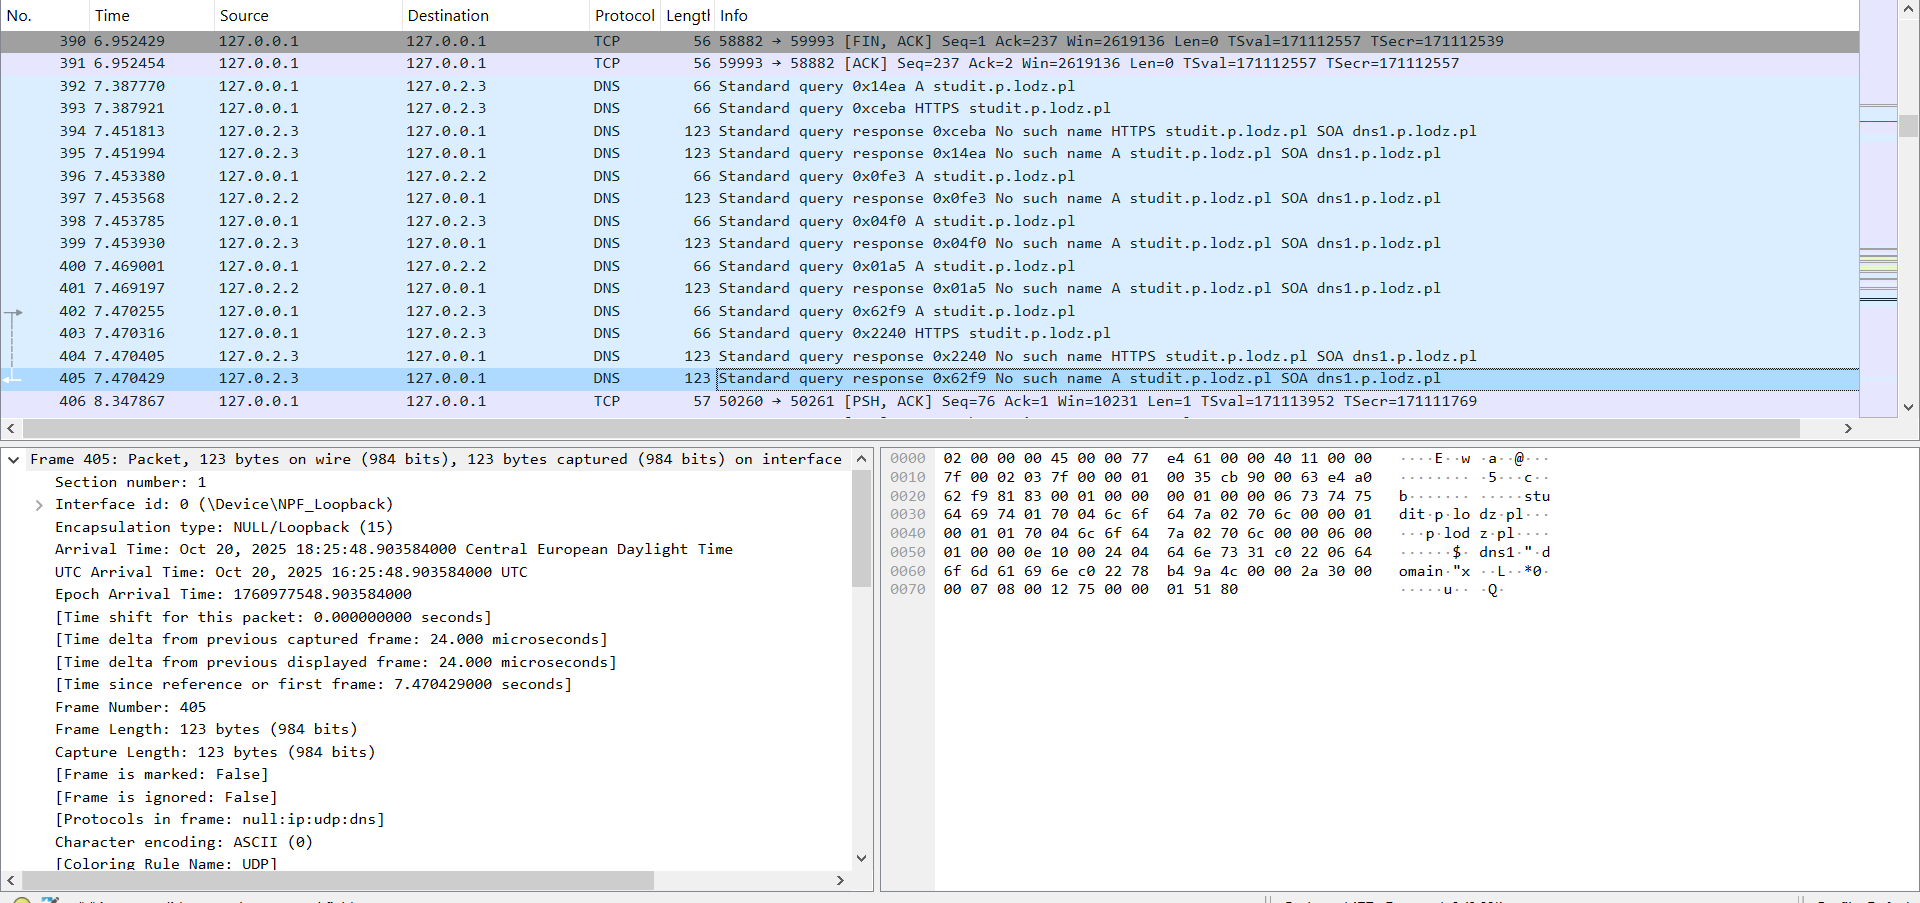 No. Time Source Destination Protocol Length Info
390 6.952429 127.0.0.1 127.0.0.1 TCP 56 58882 → 59993 [FIN, ACK] Seq=1 Ack=237 Win=2619136 Len=0 TSval=171112557 TSecr=171112539
391 6.952454 127.0.0.1 127.0.0.1 TCP 56 59993 → 58882 [ACK] Seq=237 Ack=2 Win=2619136 Len=0 TSval=171112557 TSecr=171112557
392 7.387770 127.0.0.1 127.0.2.3 DNS 66 Standard query 0x14ea A studit.p.lodz.pl
393 7.387921 127.0.0.1 127.0.2.3 DNS 66 Standard query 0xceba HTTPS studit.p.lodz.pl
394 7.451813 127.0.2.3 127.0.0.1 DNS 123 Standard query response 0xceba No such name HTTPS studit.p.lodz.pl SOA dns1.p.lodz.pl
395 7.451994 127.0.2.3 127.0.0.1 DNS 123 Standard query response 0x14ea No such name A studit.p.lodz.pl SOA dns1.p.lodz.pl
396 7.453380 127.0.0.1 127.0.2.2 DNS 66 Standard query 0x0fe3 A studit.p.lodz.pl
397 7.453568 127.0.2.2 127.0.0.1 DNS 123 Standard query response 0x0fe3 No such name A studit.p.lodz.pl SOA dns1.p.lodz.pl
398 7.453785 127.0.0.1 127.0.2.3 DNS 66 Standard query 0x04f0 A studit.p.lodz.pl
399 7.453930 127.0.2.3 127.0.0.1 DNS 123 Standard query response 0x04f0 No such name A studit.p.lodz.pl SOA dns1.p.lodz.pl
400 7.469001 127.0.0.1 127.0.2.2 DNS 66 Standard query 0x01a5 A studit.p.lodz.pl
401 7.469197 127.0.2.2 127.0.0.1 DNS 123 Standard query response 0x01a5 No such name A studit.p.lodz.pl SOA dns1.p.lodz.pl
402 7.470255 127.0.0.1 127.0.2.3 DNS 66 Standard query 0x62f9 A studit.p.lodz.pl
403 7.470316 127.0.0.1 127.0.2.3 DNS 66 Standard query 0x2240 HTTPS studit.p.lodz.pl
404 7.470405 127.0.2.3 127.0.0.1 DNS 123 Standard query response 0x2240 No such name HTTPS studit.p.lodz.pl SOA dns1.p.lodz.pl
405 7.470429 127.0.2.3 127.0.0.1 DNS 123 Standard query response 0x62f9 No such name A studit.p.lodz.pl SOA dns1.p.lodz.pl
406 8.347867 127.0.0.1 127.0.0.1 TCP 57 50260 → 50261 [PSH, ACK] Seq=76 Ack=1 Win=10231 Len=1 TSval=171113952 TSecr=171111769
Frame 405: Packet, 123 bytes on wire (984 bits), 123 bytes captured (984 bits) on interface
Section number: 1
Interface id: 0 (\Device\NPF_Loopback)
Encapsulation type: NULL/Loopback (15)
Arrival Time: Oct 20, 2025 18:25:48.903584000 Central European Daylight Time
UTC Arrival Time: Oct 20, 2025 16:25:48.903584000 UTC
Epoch Arrival Time: 1760977548.903584000
[Time shift for this packet: 0.000000000 seconds]
[Time delta from previous captured frame: 24.000 microseconds]
[Time delta from previous displayed frame: 24.000 microseconds]
[Time since reference or first frame: 7.470429000 seconds]
Frame Number: 405
Frame Length: 123 bytes (984 bits)
Capture Length: 123 bytes (984 bits)
[Frame is marked: False]
[Frame is ignored: False]
[Protocols in frame: null:ip:udp:dns]
Character encoding: ASCII (0)
[Coloring Rule Name: UDP]
0000 02 00 00 00 45 00 00 77 e4 61 00 00 40 11 00 00 ····E··w ·a··@···
0010 7f 00 02 03 7f 00 00 01 00 35 cb 90 00 63 e4 a0 ········ ·5···c··
0020 62 f9 81 83 00 01 00 00 00 01 00 00 06 73 74 75 b······· ·····stu
0030 64 69 74 01 70 04 6c 6f 64 7a 02 70 6c 00 00 01 dit·p·lo dz·pl···
0040 00 01 01 70 04 6c 6f 64 7a 02 70 6c 00 00 06 00 ···p·lod z·pl····
0050 01 00 00 0e 10 00 24 04 64 6e 73 31 c0 22 06 64 ······$· dns1·"·d
0060 6f 6d 61 69 6e c0 22 78 b4 9a 4c 00 00 2a 30 00 omain·"x ··L··*0·
0070 00 07 08 00 12 75 00 00 01 51 80 ·····u·· ·Q·